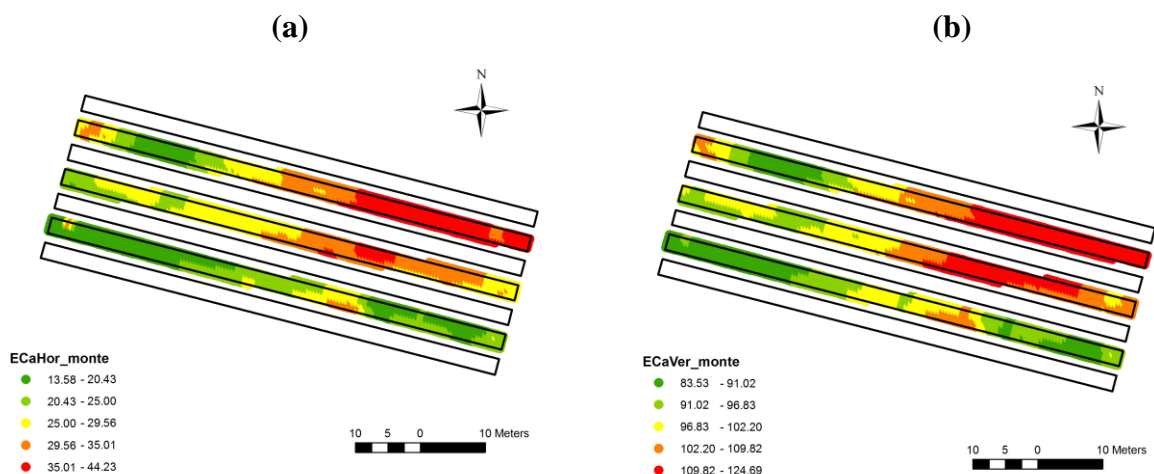 (a)
(b)
N
N
ECaHor_monte
13.58 - 20.43
20.43 - 25.00
25.00 - 29.56
29.56 - 35.01
35.01 - 44.23
10 5 0 10 Meters
ECaVer_monte
83.53 - 91.02
91.02 - 96.83
96.83 - 102.20
102.20 - 109.82
109.82 - 124.69
10 5 0 10 Meters